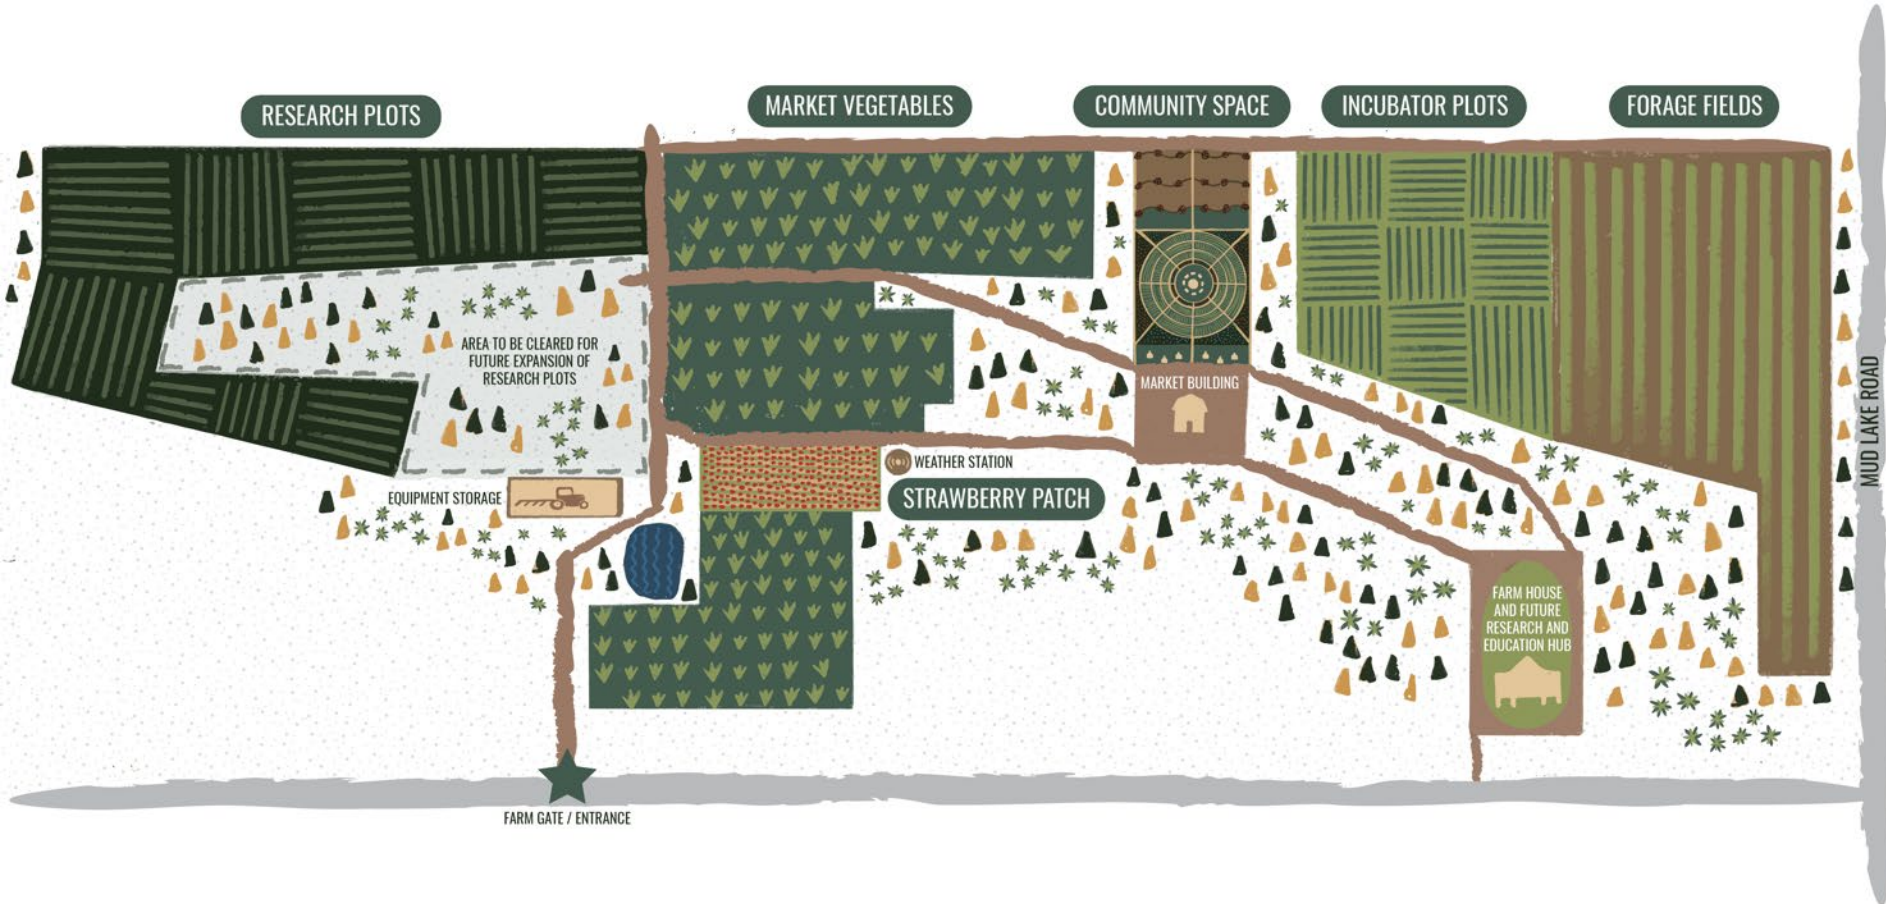 RESEARCH PLOTS
MARKET VEGETABLES
COMMUNITY SPACE
INCUBATOR PLOTS
FORAGE FIELDS
AREA TO BE CLEARED FOR
FUTURE EXPANSION OF
RESEARCH PLOTS
MARKET BUILDING
MUD LAKE ROAD
WEATHER STATION
EQUIPMENT STORAGE
STRAWBERRY PATCH
FARM HOUSE
AND FUTURE
RESEARCH AND
EDUCATION HUB
FARM GATE / ENTRANCE